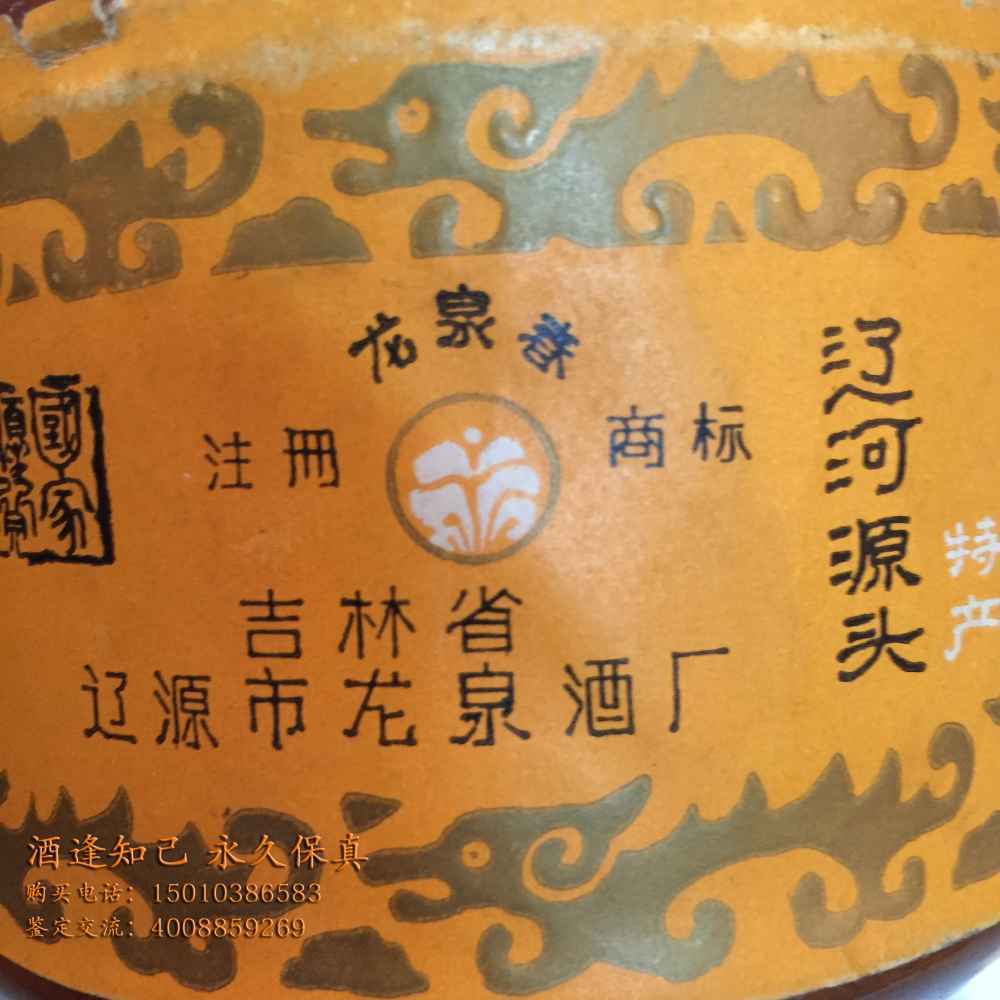 龙泉春
注册 商标
吉林省
辽源市龙泉酒厂
辽河源头
特产
國家
酒逢知己 永久保真
购买电话：15010386583
鉴定交流：4008859269